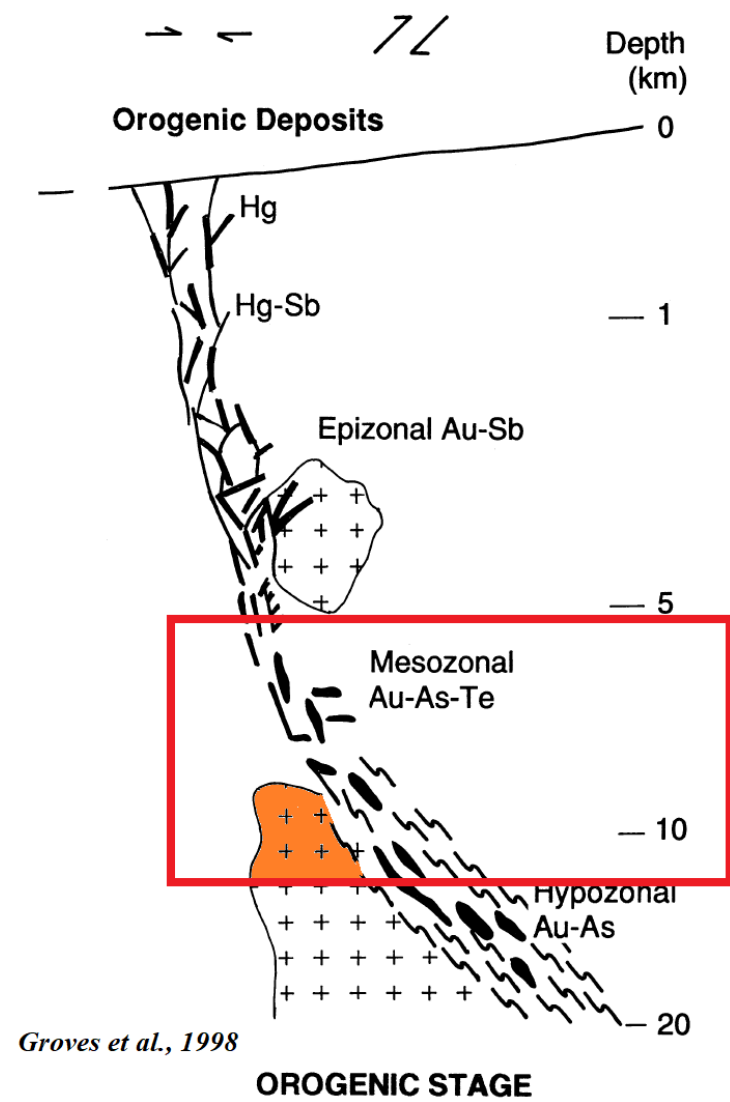 Depth
(km)
Orogenic Deposits
0
Hg
Hg-Sb
1
Epizonal Au-Sb
5
Mesozonal
Au-As-Te
10
Hypozonal
Au-As
20
Groves et al., 1998
OROGENIC STAGE